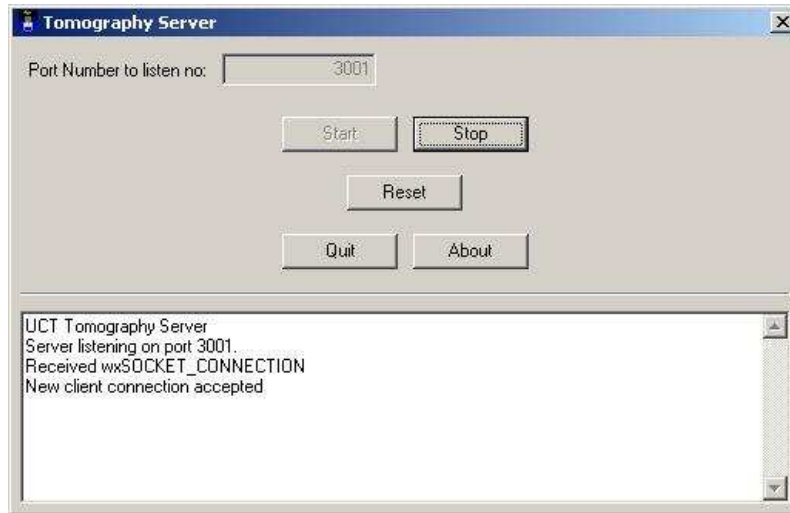 Tomography Server
Port Number to listen no: 3001
Start Stop
Reset
Quit About
UCT Tomography Server
Server listening on port 3001.
Received wxSOCKET_CONNECTION
New client connection accepted